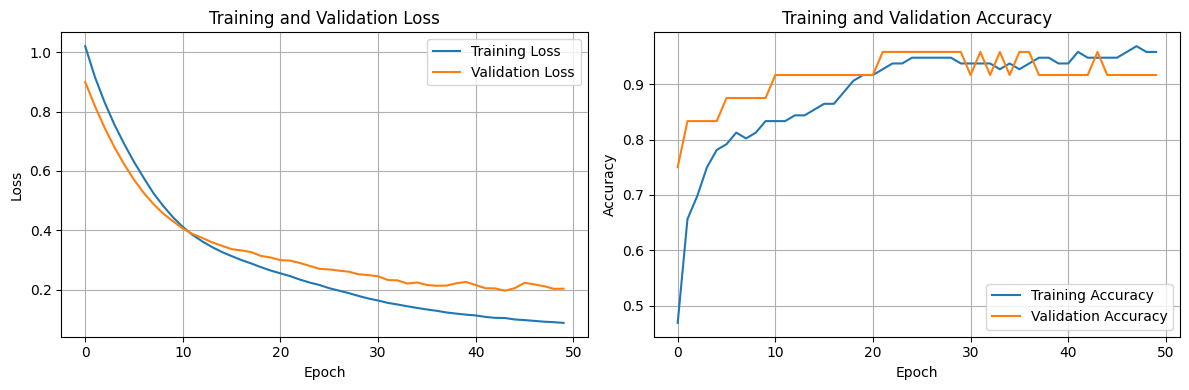 Training and Validation Loss
Training Loss
Validation Loss
1.0
0.8
0.6
0.4
0.2
Loss
0 10 20 30 40 50
Epoch
Training and Validation Accuracy
0.9
0.8
0.7
0.6
0.5
Accuracy
Training Accuracy
Validation Accuracy
0 10 20 30 40 50
Epoch